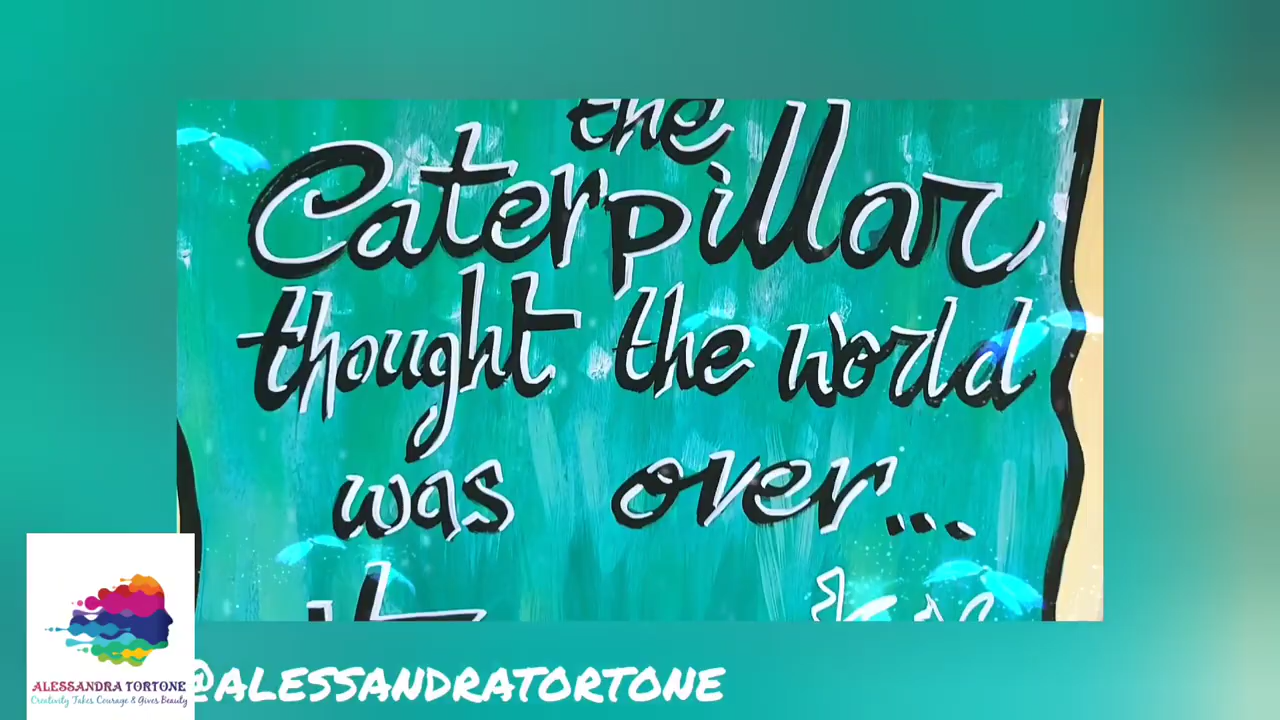 the
Caterpillar
thought the world
was over...
ALESSANDRA TORTONE
Creativity Takes Courage & Gives Beauty
@ALESSANDRATORTONE